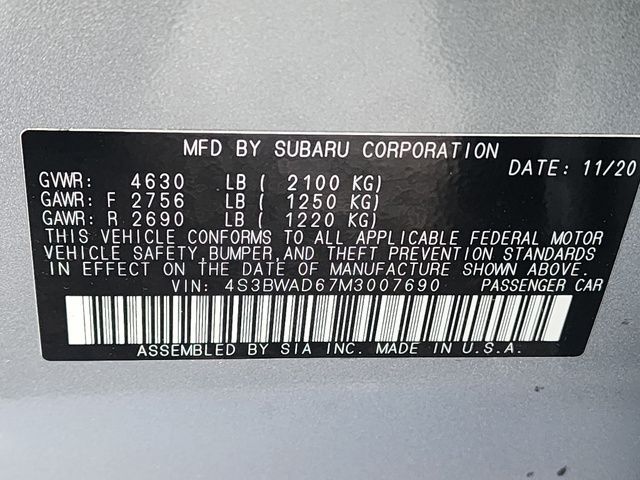 MFD BY SUBARU CORPORATION
DATE: 11/20
GVWR: 4630 LB ( 2100 KG)
GAWR: F 2756 LB ( 1250 KG)
GAWR: R 2690 LB ( 1220 KG)
THIS VEHICLE CONFORMS TO ALL APPLICABLE FEDERAL MOTOR
VEHICLE SAFETY, BUMPER, AND THEFT PREVENTION STANDARDS
IN EFFECT ON THE DATE OF MANUFACTURE SHOWN ABOVE.
VIN: 4S3BWAD67M3007690 PASSENGER CAR
ASSEMBLED BY SIA INC. MADE IN U.S.A.